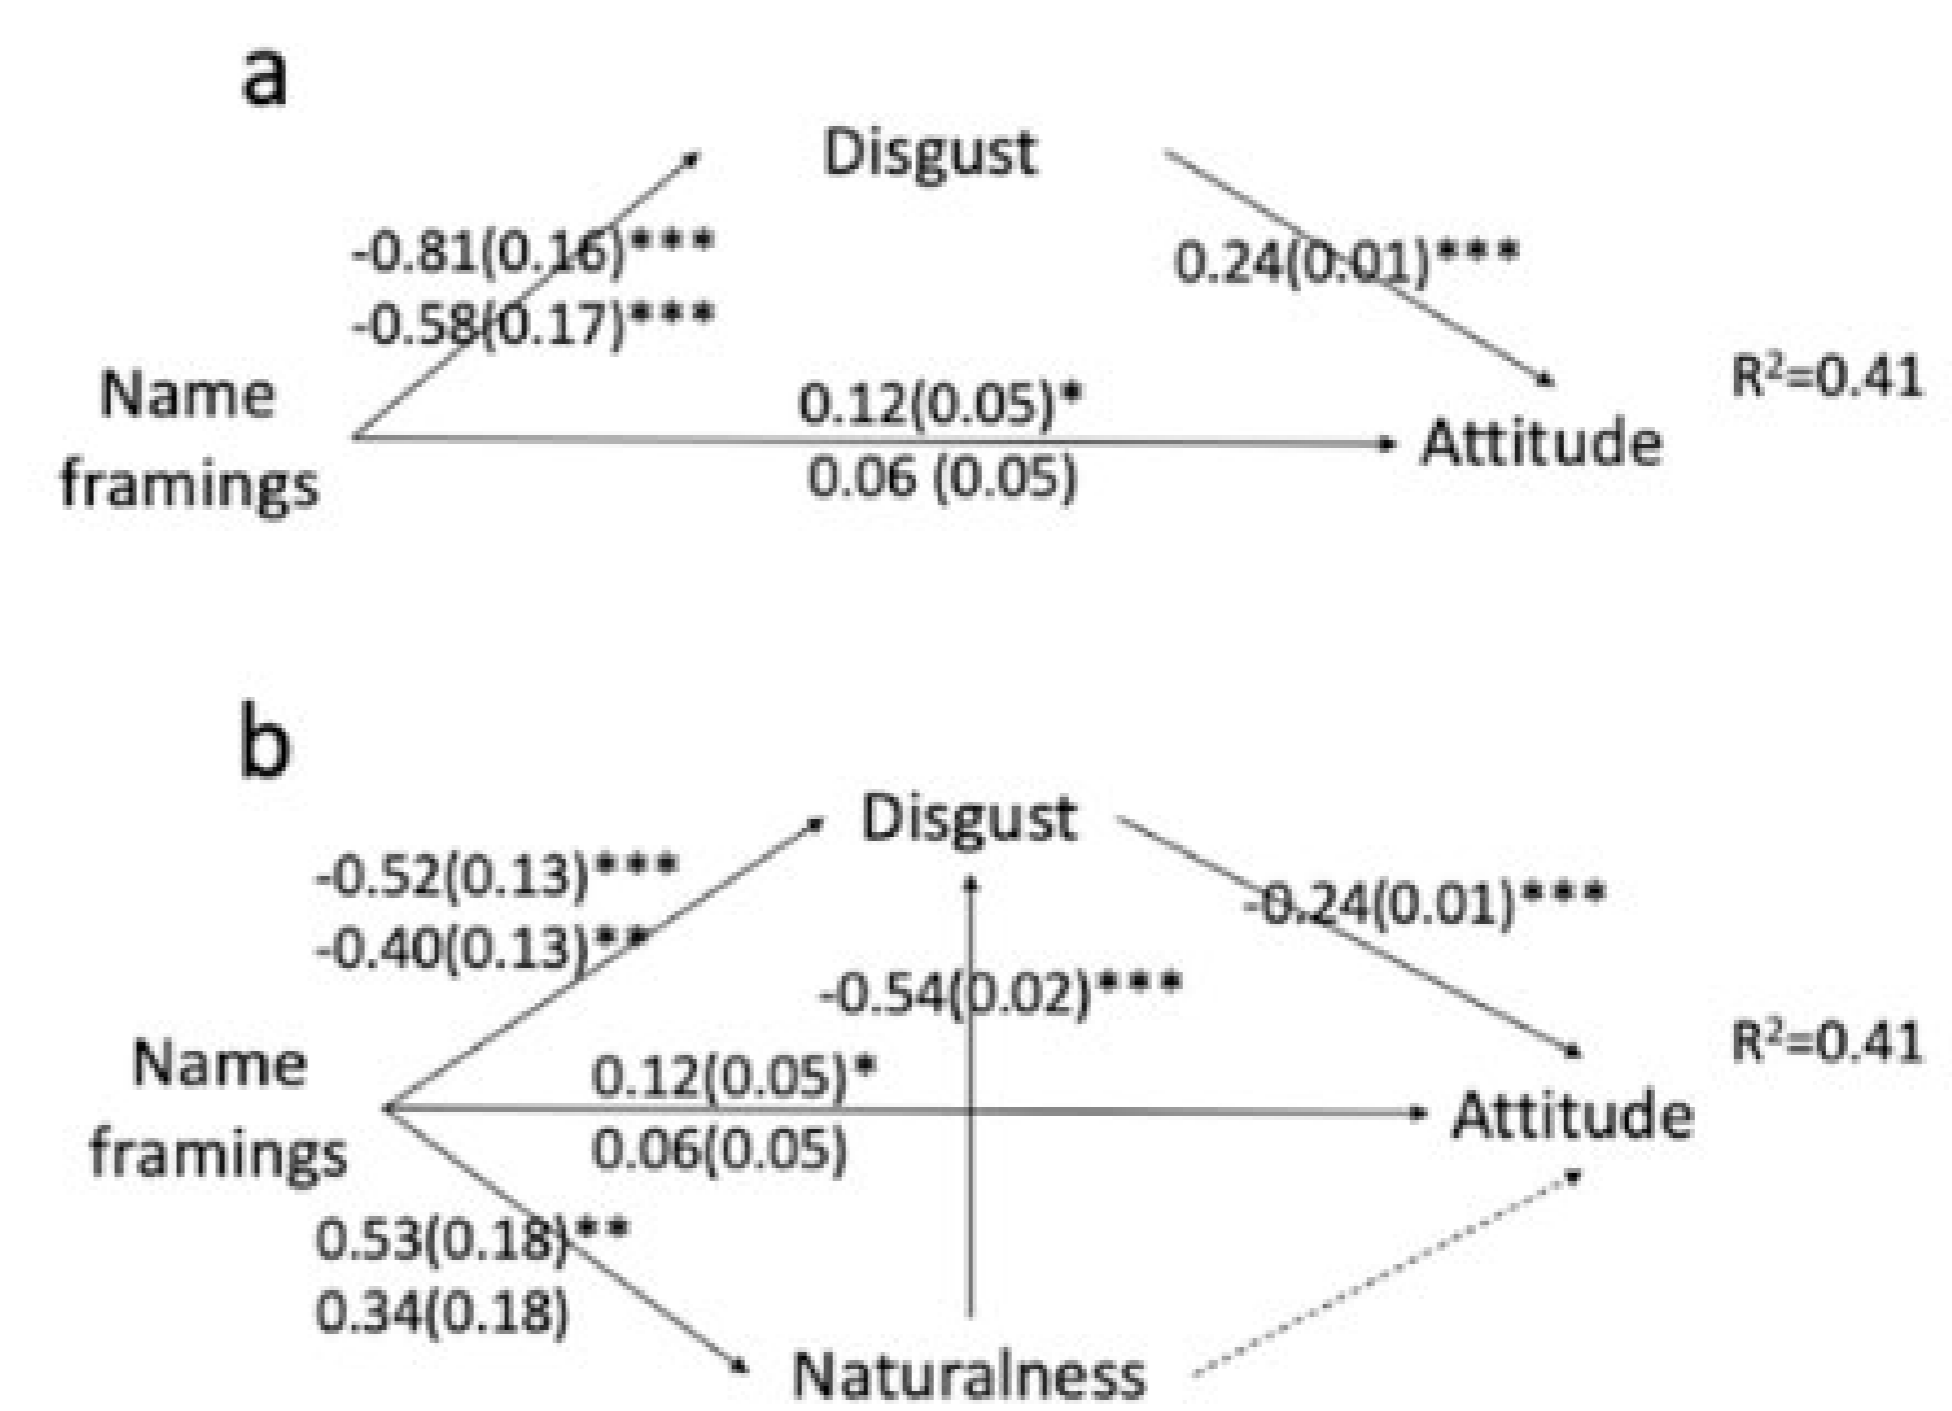 a
Disgust
-0.81(0.16)***
-0.58(0.17)***
0.24(0.01)***
Name
framings
0.12(0.05)*
0.06 (0.05)
Attitude
R²=0.41
b
Disgust
-0.52(0.13)***
-0.40(0.13)**
-0.24(0.01)***
-0.54(0.02)***
Name
framings
0.12(0.05)*
0.06(0.05)
Attitude
R²=0.41
0.53(0.18)**
0.34(0.18)
Naturalness